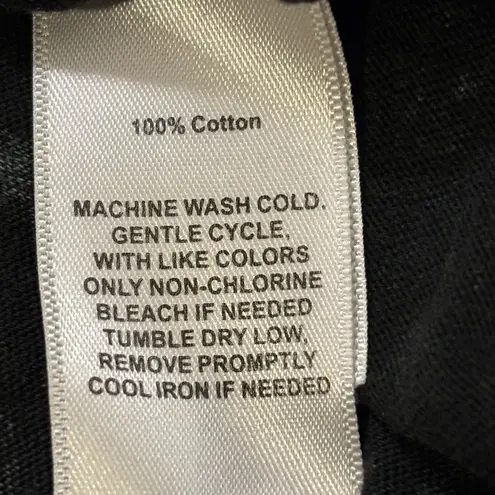 100% Cotton
MACHINE WASH COLD.
GENTLE CYCLE,
WITH LIKE COLORS
ONLY NON-CHLORINE
BLEACH IF NEEDED
TUMBLE DRY LOW,
REMOVE PROMPTLY
COOL IRON IF NEEDED